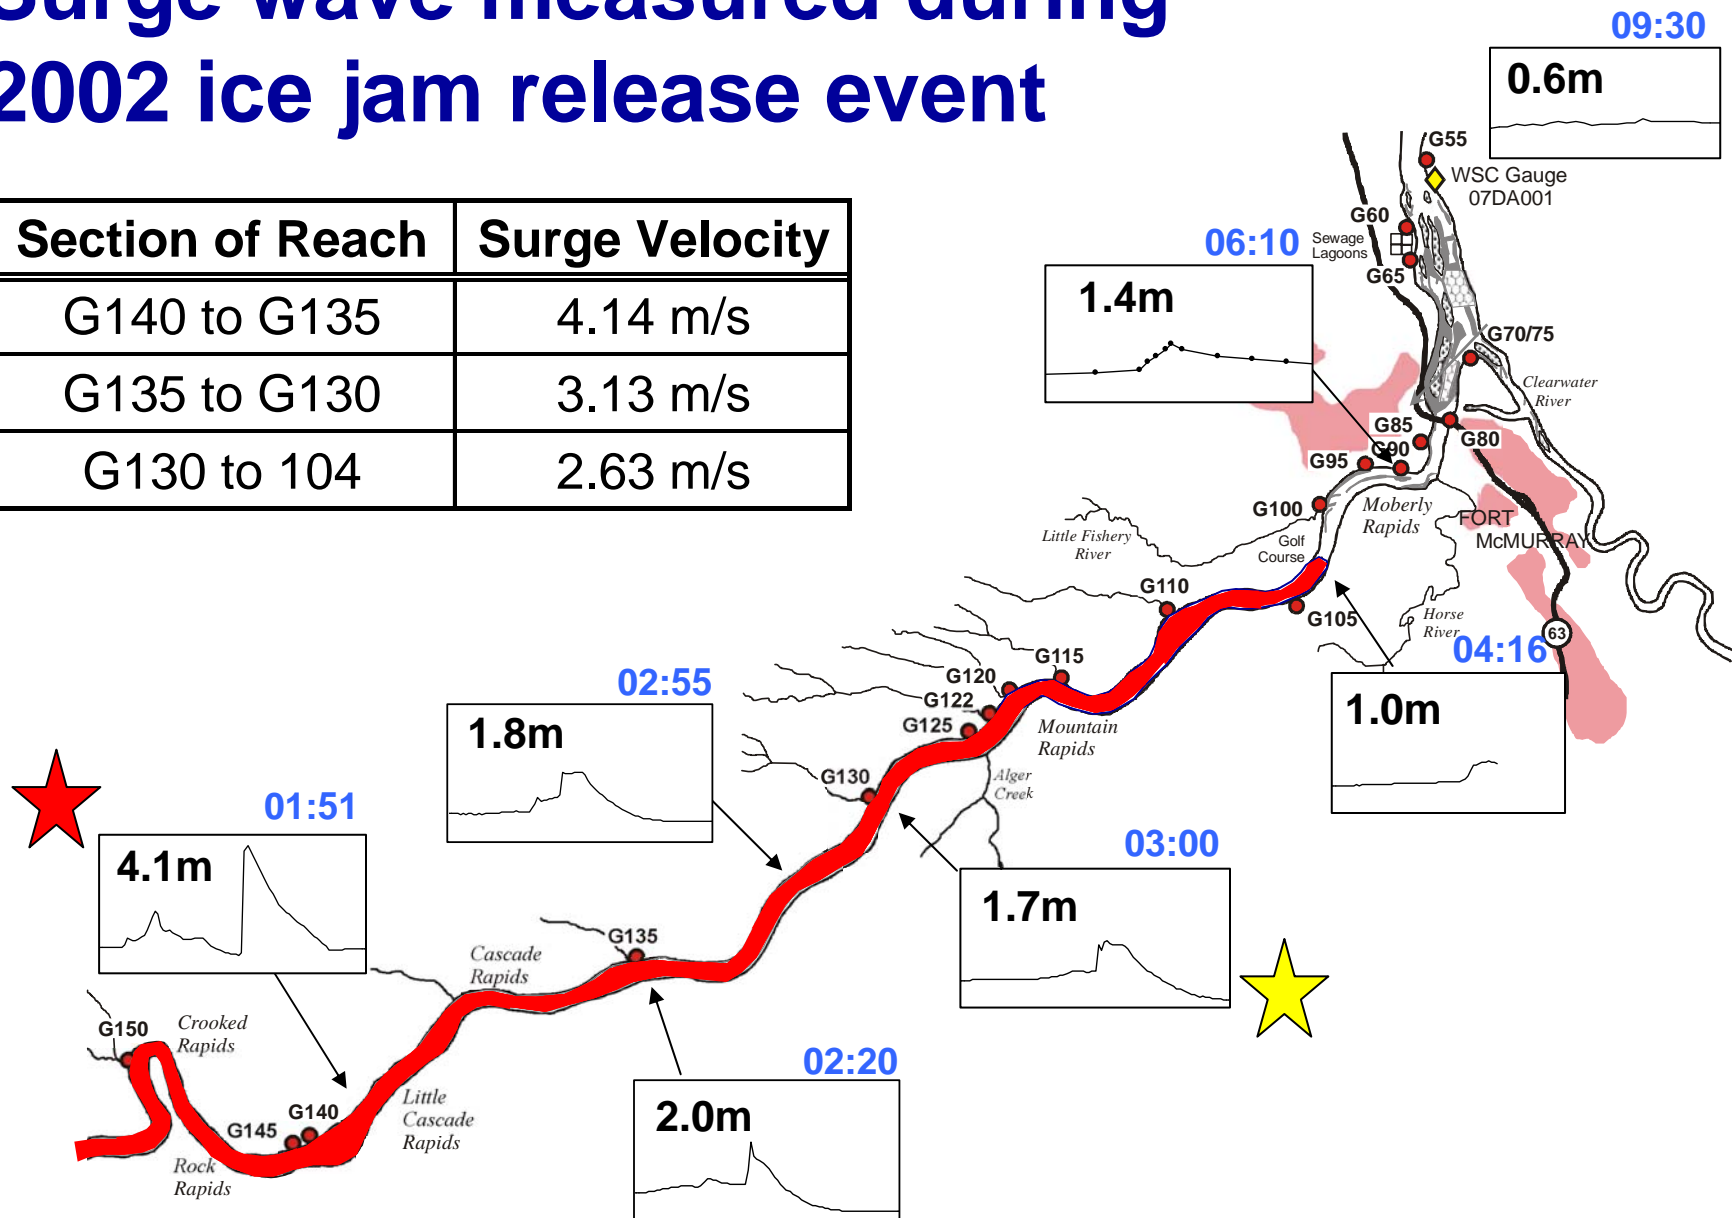 Surge wave measured during
2002 ice jam release event
Section of Reach Surge Velocity
G140 to G135 4.14 m/s
G135 to G130 3.13 m/s
G130 to 104 2.63 m/s
09:30
0.6m
G55
WSC Gauge
07DA001
G60
Sewage
Lagoons
G65
06:10
1.4m
G70/75
Clearwater
River
G85
G80
G90
G95
G100
Moberly
Rapids
FORT
McMURRAY
Little Fishery
River
Golf
Course
G110
G105
Horse
River
63
04:16
1.0m
G115
G120
G122
G125
Mountain
Rapids
02:55
1.8m
G130
Alger
Creek
03:00
1.7m
01:51
4.1m
G135
Cascade
Rapids
02:20
2.0m
G150
Crooked
Rapids
G140
G145
Little
Cascade
Rapids
Rock
Rapids